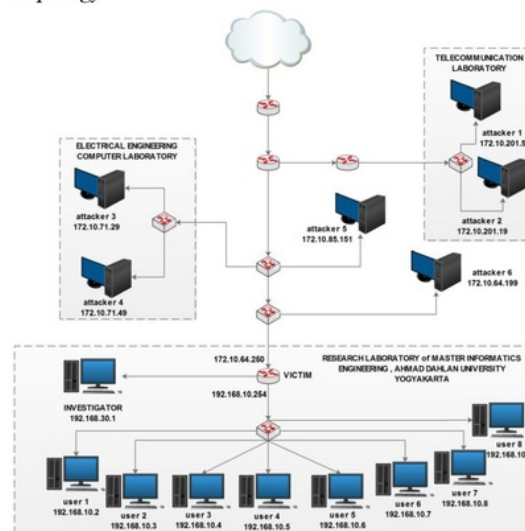 TELECOMMUNICATION
LABORATORY
attacker 1
172.10.201.5
attacker 2
172.10.201.19
ELECTRICAL ENGINEERING
COMPUTER LABORATORY
attacker 3
172.10.71.29
attacker 4
172.10.71.49
attacker 5
172.10.85.151
attacker 6
172.10.64.199
172.10.64.250
VICTIM
192.168.10.254
RESEARCH LABORATORY of MASTER INFORMATICS
ENGINEERING , AHMAD DAHLAN UNIVERSITY
YOGYAKARTA
INVESTIGATOR
192.168.30.1
user 8
192.168.10
user 1
192.168.10.2
user 2
192.168.10.3
user 3
192.168.10.4
user 4
192.168.10.5
user 5
192.168.10.6
user 6
192.168.10.7
user 7
192.168.10.8